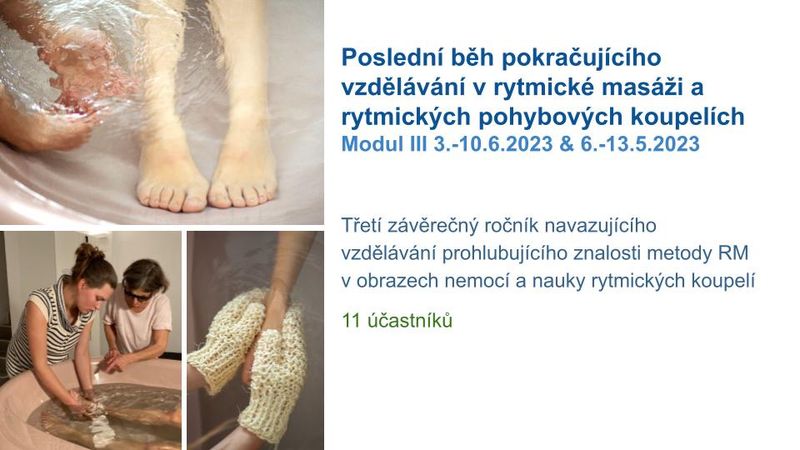 Poslední běh pokračujícího
vzdělávání v rytmické masáži a
rytmických pohybových koupelích
Modul III 3.-10.6.2023 & 6.-13.5.2023
Třetí závěrečný ročník navazujícího
vzdělávání prohlubujícího znalosti metody RM
v obrazech nemocí a nauky rytmických koupelí
11 účastníků